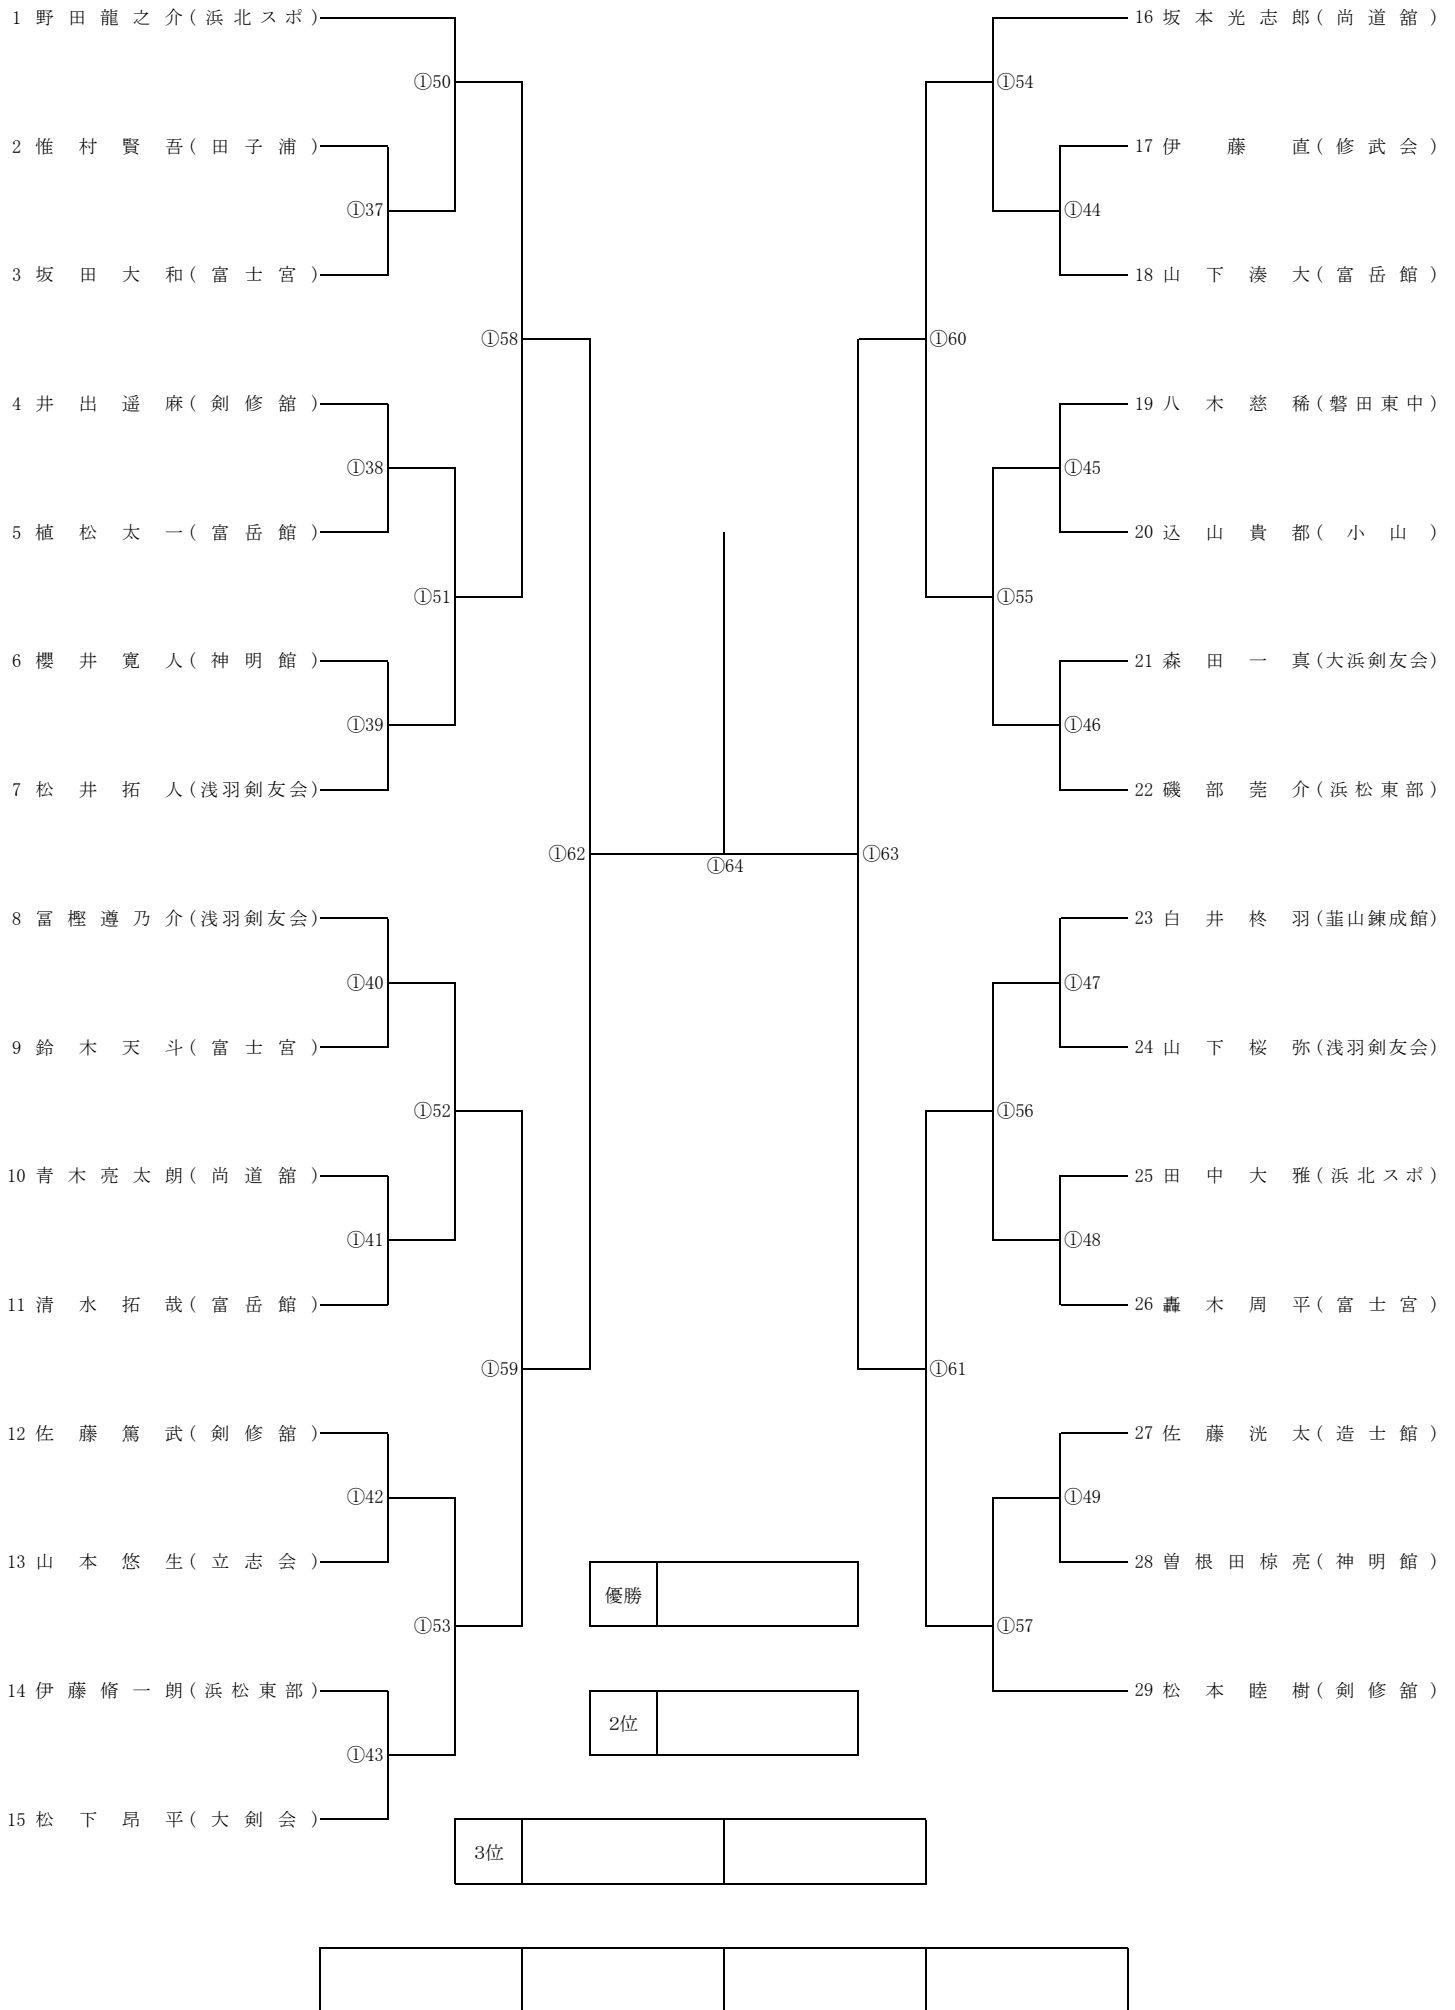 1 野田龍之介(浜北スポ)
①50
2 惟村賢吾(田子浦)
①37
3 坂田大和(富士宮)
①58
4 井出遥麻(剣修舘)
①38
5 植松太一(富岳館)
①51
6 櫻井寛人(神明館)
①39
7 松井拓人(浅羽剣友会)
①62
8 冨樫遵乃介(浅羽剣友会)
①40
9 鈴木天斗(富士宮)
①52
10 青木亮太朗(尚道舘)
①41
11 清水拓哉(富岳館)
①59
12 佐藤篤武(剣修舘)
①42
13 山本悠生(立志会)
①53
14 伊藤脩一朗(浜松東部)
①43
15 松下昂平(大剣会)
①64
16 坂本光志郎(尚道舘)
①54
17 伊藤直(修武会)
①44
18 山下湊大(富岳館)
①60
19 八木慈稀(磐田東中)
①45
20 込山貴都(小山)
①55
21 森田一真(大浜剣友会)
①46
22 磯部莞介(浜松東部)
①63
23 白井柊羽(韮山錬成館)
①47
24 山下桜弥(浅羽剣友会)
①56
25 田中大雅(浜北スポ)
①48
26 轟木周平(富士宮)
①61
27 佐藤洸太(造士館)
①49
28 曽根田椋亮(神明館)
①57
29 松本睦樹(剣修舘)
優勝
2位
3位